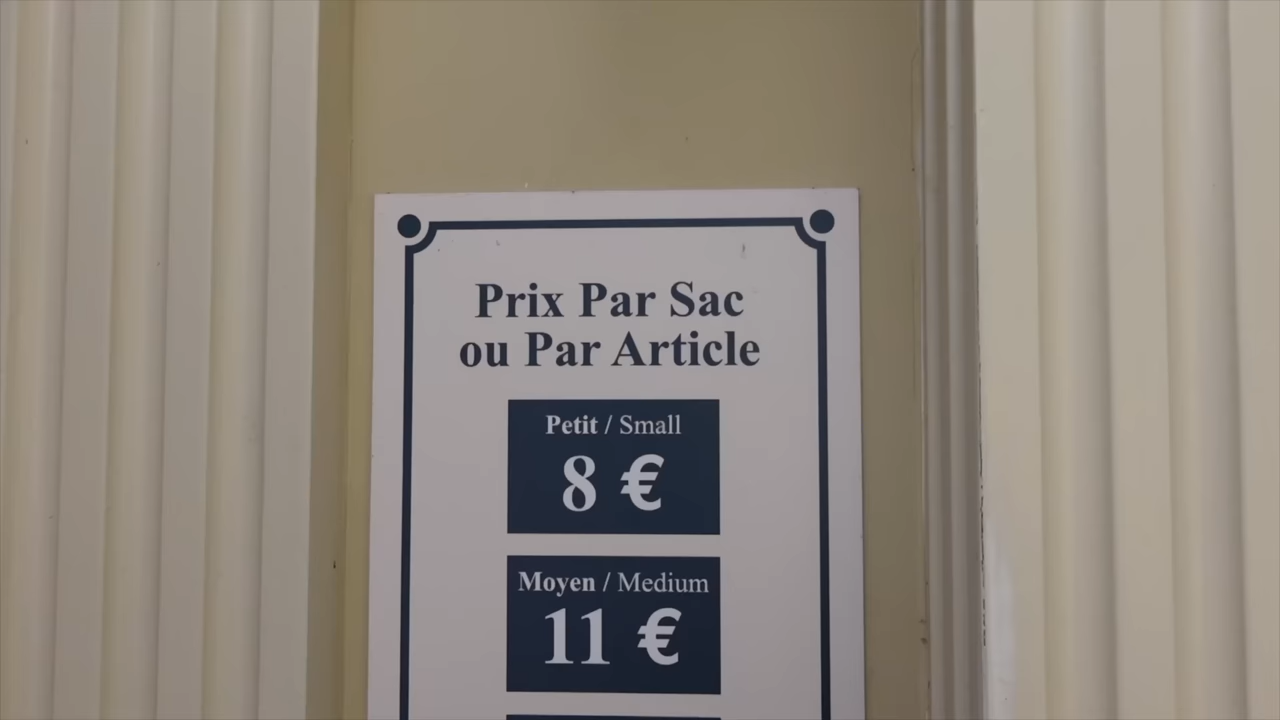 Prix Par Sac
ou Par Article
Petit / Small
8 €
Moyen / Medium
11 €